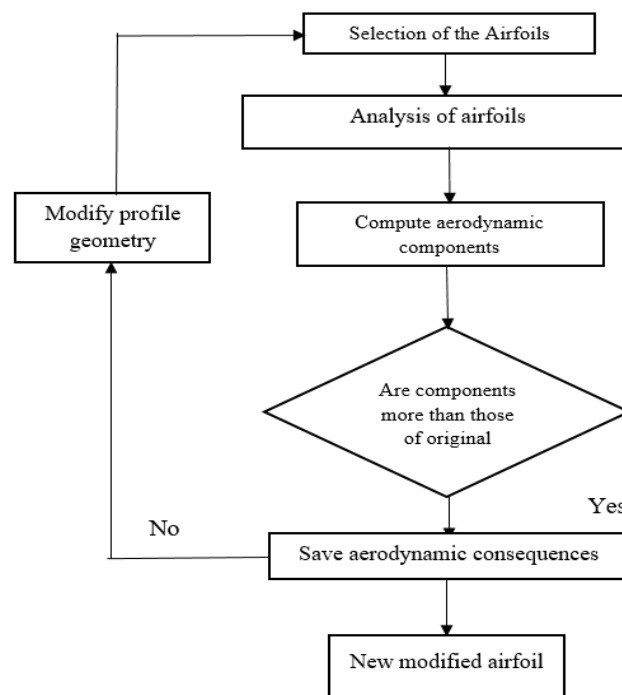 Selection of the Airfoils
Analysis of airfoils
Modify profile
geometry
Compute aerodynamic
components
Are components
more than those
of original
No
Yes
Save aerodynamic consequences
New modified airfoil